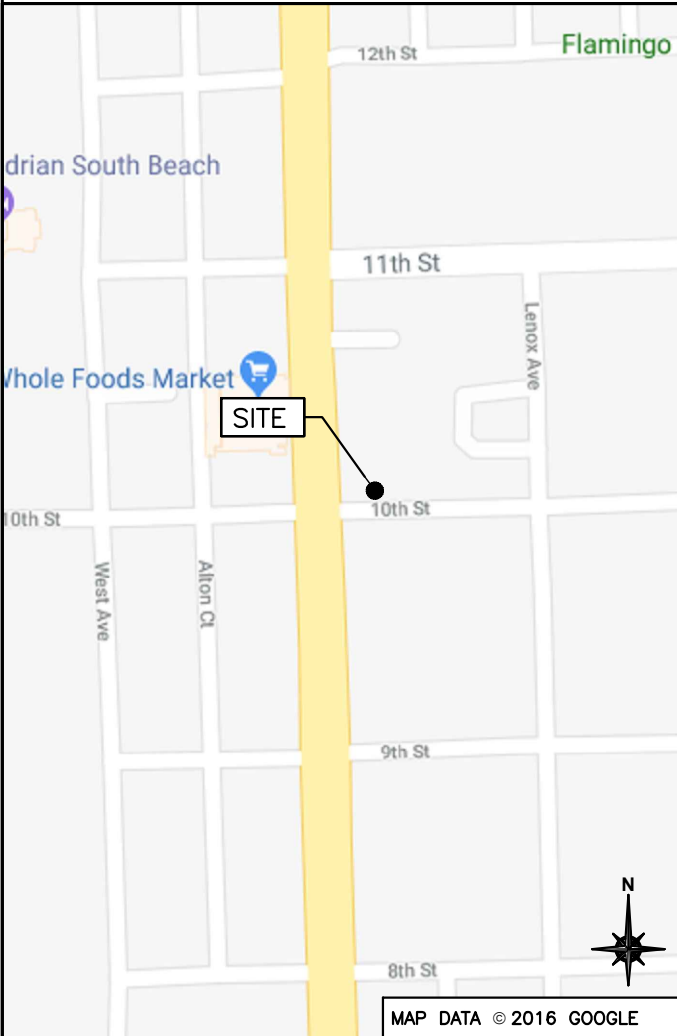 12th St
Flamingo
drian South Beach
11th St
Lenox Ave
Whole Foods Market
SITE
10th St
10th St
West Ave
Alton Ct
9th St
8th St
N
MAP DATA © 2016 GOOGLE